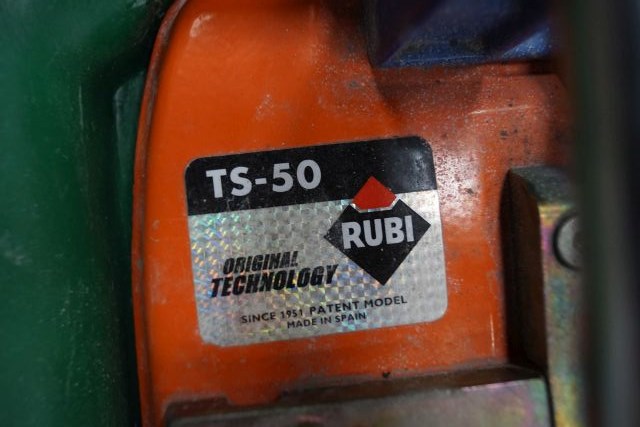 TS-50
RUBI
ORIGINAL
TECHNOLOGY
SINCE 1951 PATENT MODEL
MADE IN SPAIN